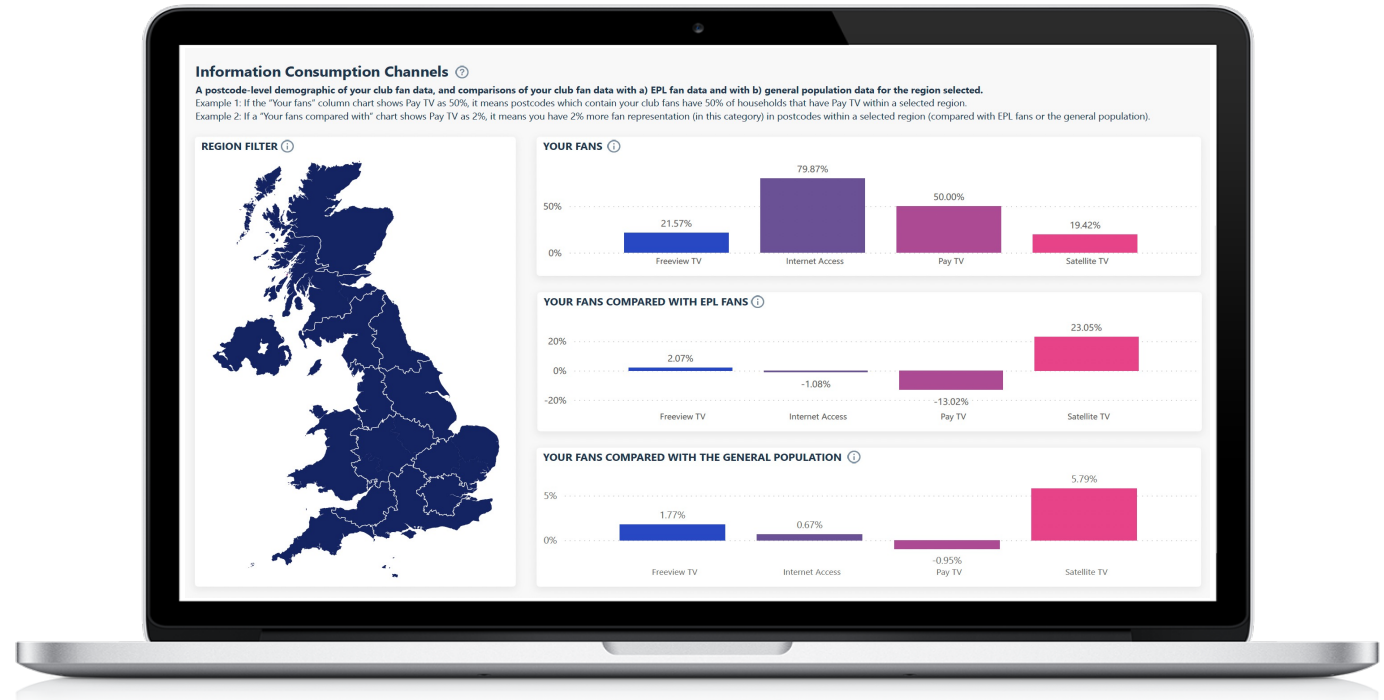 Information Consumption Channels
A postcode-level demographic of your club fan data, and comparisons of your club fan data with a) EPL fan data and with b) general population data for the region selected.
Example 1: If the "Your fans" column chart shows Pay TV as 50%, it means postcodes which contain your club fans have 50% of households that have Pay TV within a selected region.
Example 2: If a "Your fans compared with" chart shows Pay TV as 2%, it means you have 2% more fan representation (in this category) in postcodes within a selected region (compared with EPL fans or the general population).
REGION FILTER
YOUR FANS
79.87%
50.00%
50%
21.57%
19.42%
0%
Freeview TV Internet Access Pay TV Satellite TV
YOUR FANS COMPARED WITH EPL FANS
23.05%
20%
2.07%
0%
-1.08%
-20%
-13.02%
Freeview TV Internet Access Pay TV Satellite TV
YOUR FANS COMPARED WITH THE GENERAL POPULATION
5.79%
5%
1.77%
0.67%
0%
-0.95%
Freeview TV Internet Access Pay TV Satellite TV